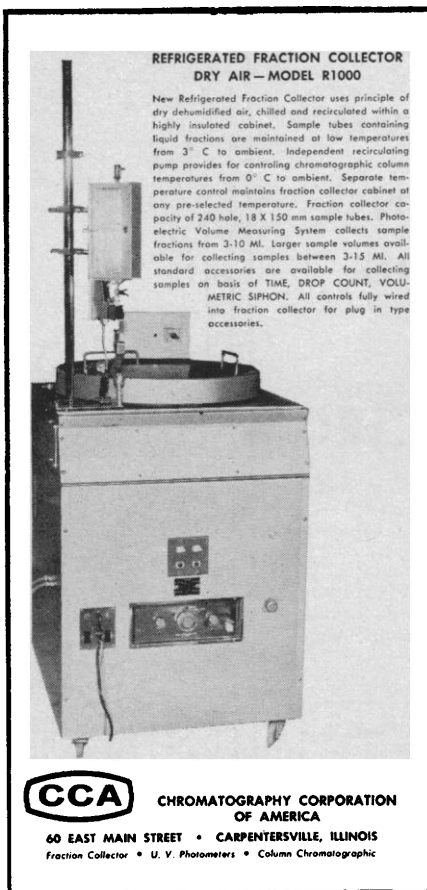 REFRIGERATED FRACTION COLLECTOR
DRY AIR — MODEL R1000
New Refrigerated Fraction Collector uses principle of
dry dehumidified air, chilled and recirculated within a
highly insulated cabinet. Sample tubes containing
liquid fractions are maintained at low temperatures
from 3° C to ambient. Independent recirculating
pump provides for controling chromatographic column
temperatures from 0° C to ambient. Separate tem-
perature control maintains fraction collector cabinet at
any pre-selected temperature. Fraction collector ca-
pacity of 240 hole, 18 X 150 mm sample tubes. Photo-
electric Volume Measuring System collects sample
fractions from 3-10 Ml. Larger sample volumes avail-
able for collecting samples between 3-15 Ml. All
standard accessories are available for collecting
samples on basis of TIME, DROP COUNT, VOLU-
METRIC SIPHON. All controls fully wired
into fraction collector for plug in type
accessories.
CCA
CHROMATOGRAPHY CORPORATION
OF AMERICA
60 EAST MAIN STREET • CARPENTERSVILLE, ILLINOIS
Fraction Collector • U. V. Photometers • Column Chromatographic